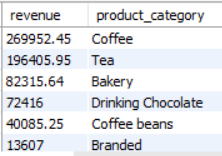 revenue product_category
269952.45 Coffee
196405.95 Tea
82315.64 Bakery
72416 Drinking Chocolate
40085.25 Coffee beans
13607 Branded